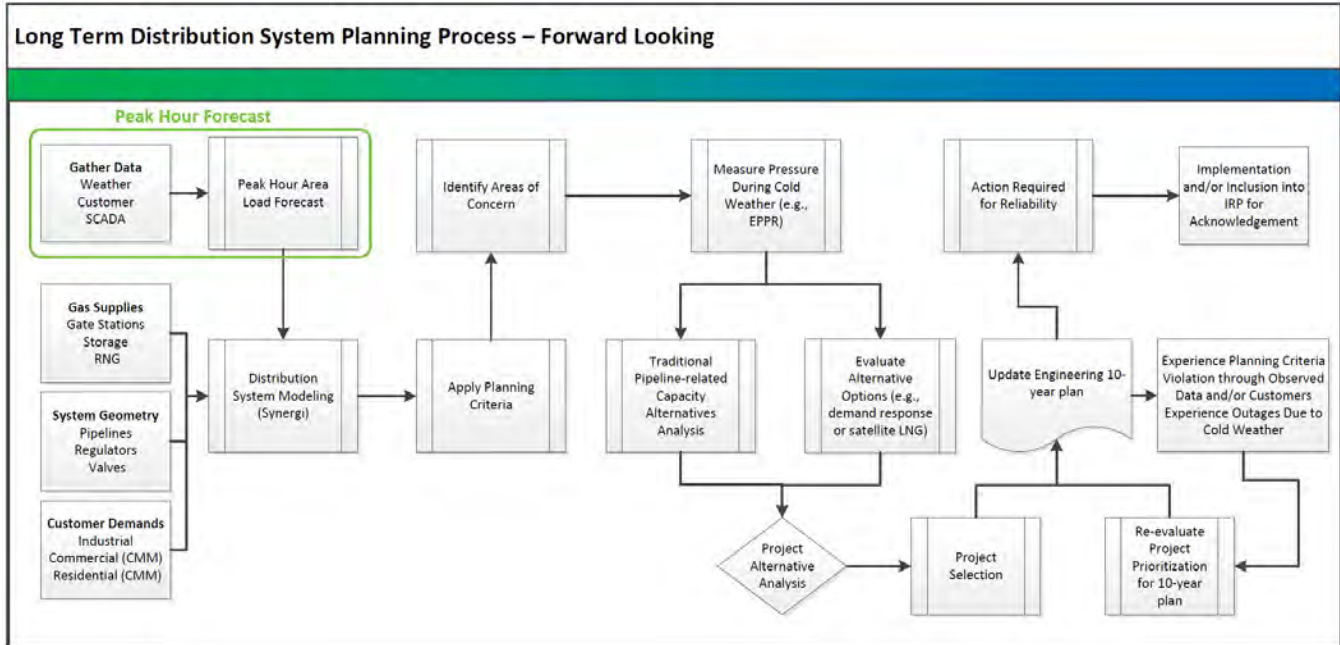 Long Term Distribution System Planning Process – Forward Looking
Peak Hour Forecast
Gather Data
Weather
Customer
SCADA
Peak Hour Area
Load Forecast
Identify Areas of
Concern
Measure Pressure
During Cold
Weather (e.g.,
EPPR)
Action Required
for Reliability
Implementation
and/or Inclusion into
IRP for
Acknowledgement
Gas Supplies
Gate Stations
Storage
RNG
System Geometry
Pipelines
Regulators
Valves
Customer Demands
Industrial
Commercial (CMM)
Residential (CMM)
Distribution
System Modeling
(Synergi)
Apply Planning
Criteria
Traditional
Pipeline-related
Capacity
Alternatives
Analysis
Evaluate
Alternative
Options (e.g.,
demand response
or satellite LNG)
Update Engineering 10-
year plan
Experience Planning Criteria
Violation through Observed
Data and/or Customers
Experience Outages Due to
Cold Weather
Project
Alternative
Analysis
Project
Selection
Re-evaluate
Project
Prioritization
for 10-year
plan